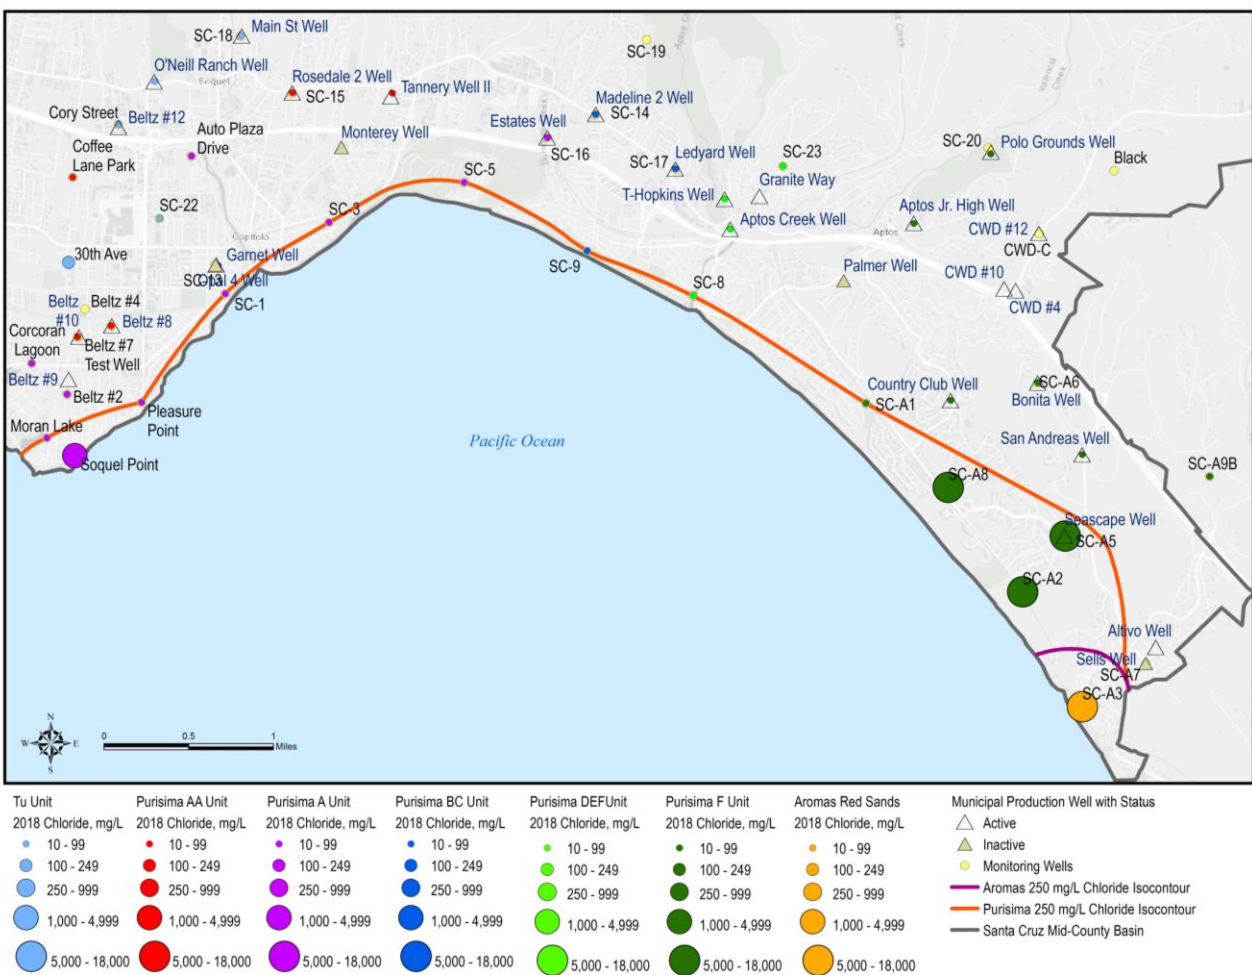 Main St Well
SC-18
SC-19
O'Neill Ranch Well
Soquel
Rosedale 2 Well
SC-15
Tannery Well II
Madeline 2 Well
SC-14
Cory Street
Beltz #12
Auto Plaza
Drive
Monterey Well
Estates Well
SC-16
Coffee
Lane Park
SC-5
SC-17
Ledyard Well
SC-23
Granite Way
T-Hopkins Well
Aptos Creek Well
SC-20
Polo Grounds Well
Black
Aptos Jr. High Well
Aptos
CWD #12
CWD-C
SC-22
SC-3
Capitola
30th Ave
Garnet Well
SC-13
Opal 4 Well
SC-1
SC-9
SC-8
Palmer Well
CWD #10
CWD #4
Beltz
#10
Beltz #4
Beltz #8
Corcoran
Lagoon
Beltz #7
Test Well
Beltz #9
Beltz #2
Pleasure
Point
Moran Lake
Soquel Point
Pacific Ocean
Country Club Well
SC-A1
SC-A6
Bonita Well
San Andreas Well
SC-A9B
SC-A8
Seascape Well
SC-A5
SC-A2
Altivo Well
Sells Well
SC-A7
SC-A3
N
W E
S
0 0.5 1
Miles
Tu Unit
2018 Chloride, mg/L
10 - 99
100 - 249
250 - 999
1,000 - 4,999
5,000 - 18,000
Purisima AA Unit
2018 Chloride, mg/L
10 - 99
100 - 249
250 - 999
1,000 - 4,999
5,000 - 18,000
Purisima A Unit
2018 Chloride, mg/L
10 - 99
100 - 249
250 - 999
1,000 - 4,999
5,000 - 18,000
Purisima BC Unit
2018 Chloride, mg/L
10 - 99
100 - 249
250 - 999
1,000 - 4,999
5,000 - 18,000
Purisima DEFUnit
2018 Chloride, mg/L
10 - 99
100 - 249
250 - 999
1,000 - 4,999
5,000 - 18,000
Purisima F Unit
2018 Chloride, mg/L
10 - 99
100 - 249
250 - 999
1,000 - 4,999
5,000 - 18,000
Aromas Red Sands
2018 Chloride, mg/L
10 - 99
100 - 249
250 - 999
1,000 - 4,999
5,000 - 18,000
Municipal Production Well with Status
Active
Inactive
Monitoring Wells
Aromas 250 mg/L Chloride Isocontour
Purisima 250 mg/L Chloride Isocontour
Santa Cruz Mid-County Basin